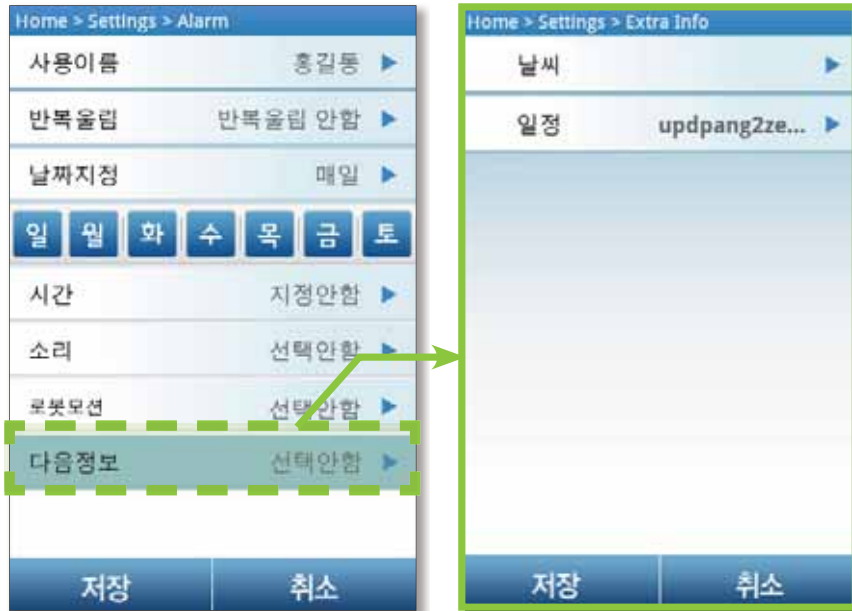 Home > Settings > Alarm
사용이름 홍길동
반복울림 반복울림 안함
날짜지정 매일
일 월 화 수 목 금 토
시간 지정안함
소리 선택안함
로봇모션 선택안함
다음정보 선택안함
저장 취소
Home > Settings > Extra Info
날씨
일정 updpang2ze...
저장 취소